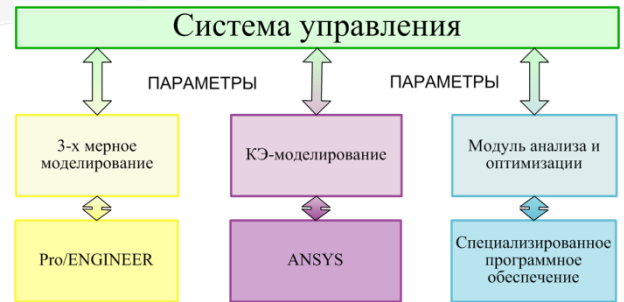 Система управления
ПАРАМЕТРЫ
ПАРАМЕТРЫ
3-х мерное
моделирование
КЭ-моделирование
Модуль анализа и
оптимизации
Pro/ENGINEER
ANSYS
Специализированное
программное
обеспечение